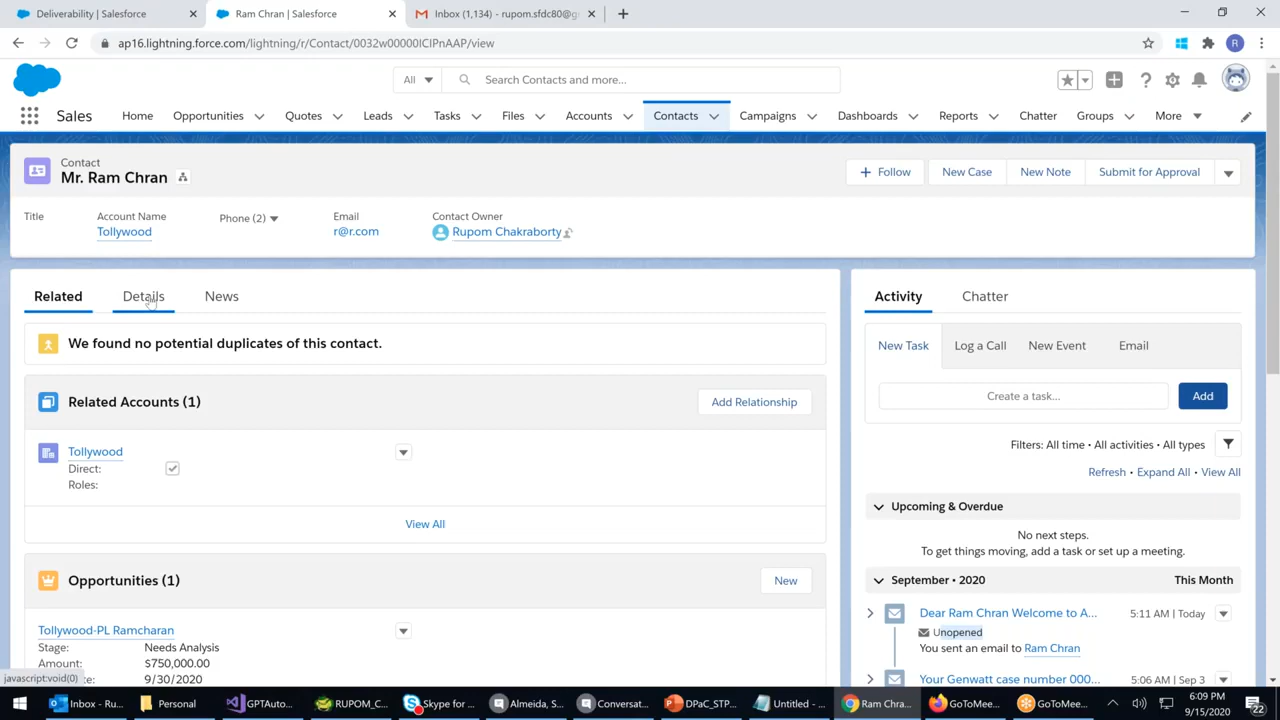 Deliverability | Salesforce
Ram Chran | Salesforce
Inbox (1,134) - rupom.sfdc80@g
ap16.lightning.force.com/lightning/r/Contact/0032w00000ICIPnAAP/view
R
All
Search Contacts and more...
Sales Home Opportunities Quotes Leads Tasks Files Accounts Contacts Campaigns Dashboards Reports Chatter Groups More
Contact
Mr. Ram Chran
+ Follow
New Case
New Note
Submit for Approval
Title Account Name Phone (2) Email Contact Owner
Tollywood r@r.com Rupom Chakraborty
Related Details News
We found no potential duplicates of this contact.
Related Accounts (1)
Add Relationship
Tollywood
Direct:
Roles:
View All
Opportunities (1)
New
Tollywood-PL Ramcharan
Stage: Needs Analysis
Amount: $750,000.00
te: 9/30/2020
javascript:void(0)
Activity Chatter
New Task Log a Call New Event Email
Create a task...
Add
Filters: All time • All activities • All types
Refresh • Expand All • View All
Upcoming & Overdue
No next steps.
To get things moving, add a task or set up a meeting.
September • 2020 This Month
Dear Ram Chran Welcome to A... 5:11 AM | Today
Unopened
You sent an email to Ram Chran
Your Genwatt case number 000... 5:06 AM | Sep 3
Inbox - Ru...
Personal
GPTAuto...
RUPOM_C...
Skype for ...
Almeida, S...
Conversat...
DPaC_STP...
Untitled - ...
Ram Chra...
GoToMee...
GoToMee...
6:09 PM
9/15/2020
22